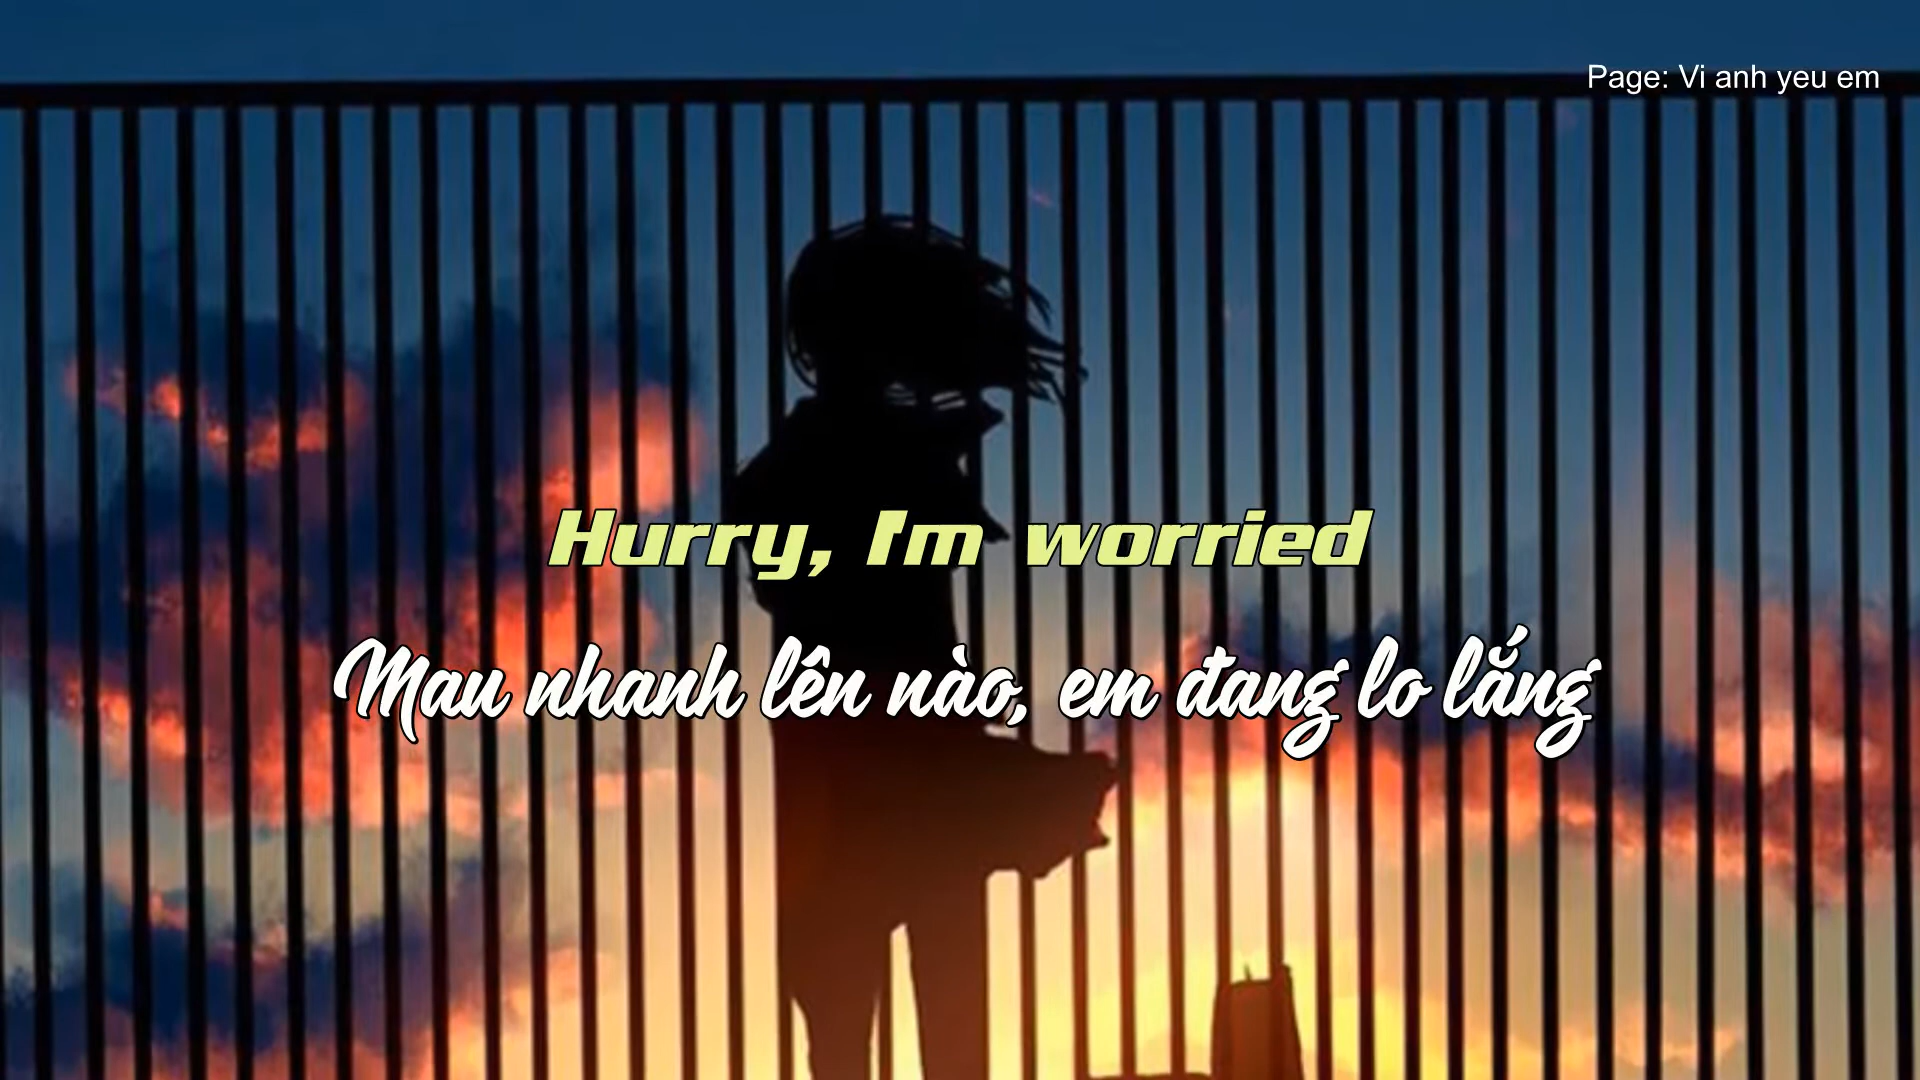 Page: Vi anh yeu em
Hurry, I'm worried
Mau nhanh lên nào, em đang lo lắng